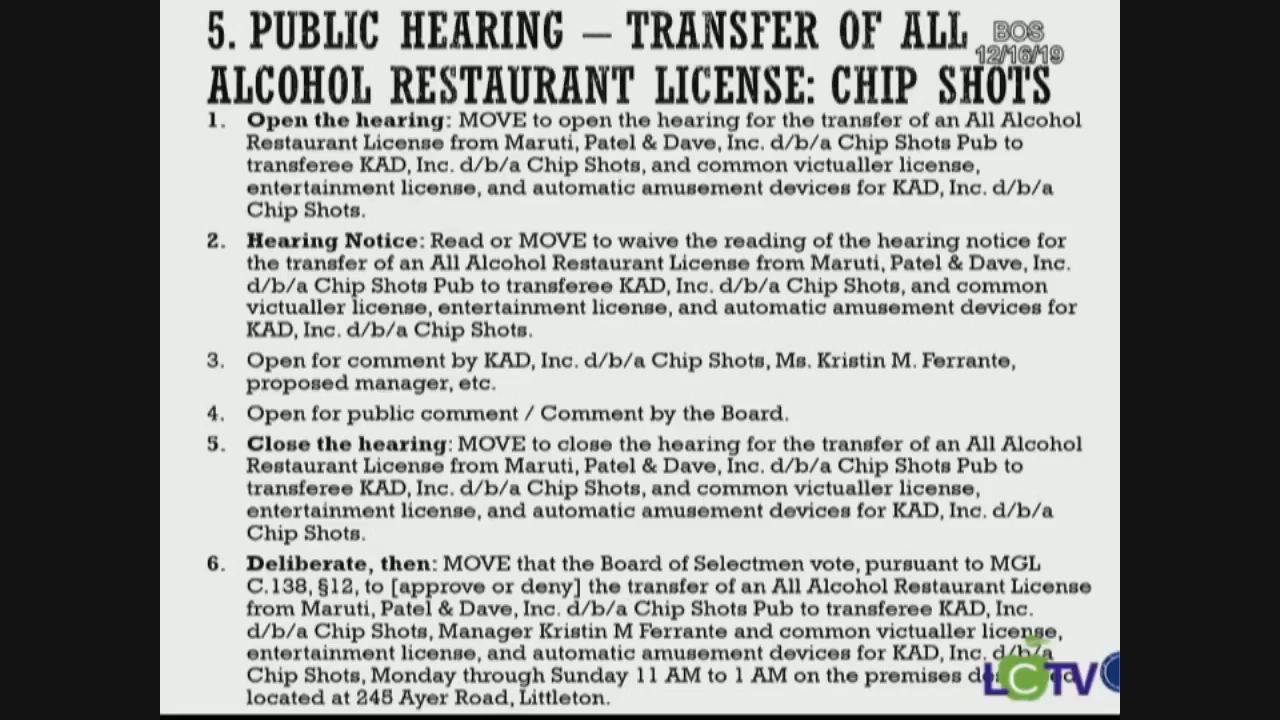 5. PUBLIC HEARING – TRANSFER OF ALL
ALCOHOL RESTAURANT LICENSE: CHIP SHOTS
BOS
12/16/19
1. Open the hearing: MOVE to open the hearing for the transfer of an All Alcohol
Restaurant License from Maruti, Patel & Dave, Inc. d/b/a Chip Shots Pub to
transferee KAD, Inc. d/b/a Chip Shots, and common victualler license,
entertainment license, and automatic amusement devices for KAD, Inc. d/b/a
Chip Shots.
2. Hearing Notice: Read or MOVE to waive the reading of the hearing notice for
the transfer of an All Alcohol Restaurant License from Maruti, Patel & Dave, Inc.
d/b/a Chip Shots Pub to transferee KAD, Inc. d/b/a Chip Shots, and common
victualler license, entertainment license, and automatic amusement devices for
KAD, Inc. d/b/a Chip Shots.
3. Open for comment by KAD, Inc. d/b/a Chip Shots, Ms. Kristin M. Ferrante,
proposed manager, etc.
4. Open for public comment / Comment by the Board.
5. Close the hearing: MOVE to close the hearing for the transfer of an All Alcohol
Restaurant License from Maruti, Patel & Dave, Inc. d/b/a Chip Shots Pub to
transferee KAD, Inc. d/b/a Chip Shots, and common victualler license,
entertainment license, and automatic amusement devices for KAD, Inc. d/b/a
Chip Shots.
6. Deliberate, then: MOVE that the Board of Selectmen vote, pursuant to MGL
C.138, §12, to [approve or deny] the transfer of an All Alcohol Restaurant License
from Maruti, Patel & Dave, Inc. d/b/a Chip Shots Pub to transferee KAD, Inc.
d/b/a Chip Shots, Manager Kristin M Ferrante and common victualler license,
entertainment license, and automatic amusement devices for KAD, Inc. d/b/a
Chip Shots, Monday through Sunday 11 AM to 1 AM on the premises
located at 245 Ayer Road, Littleton.
LCTV